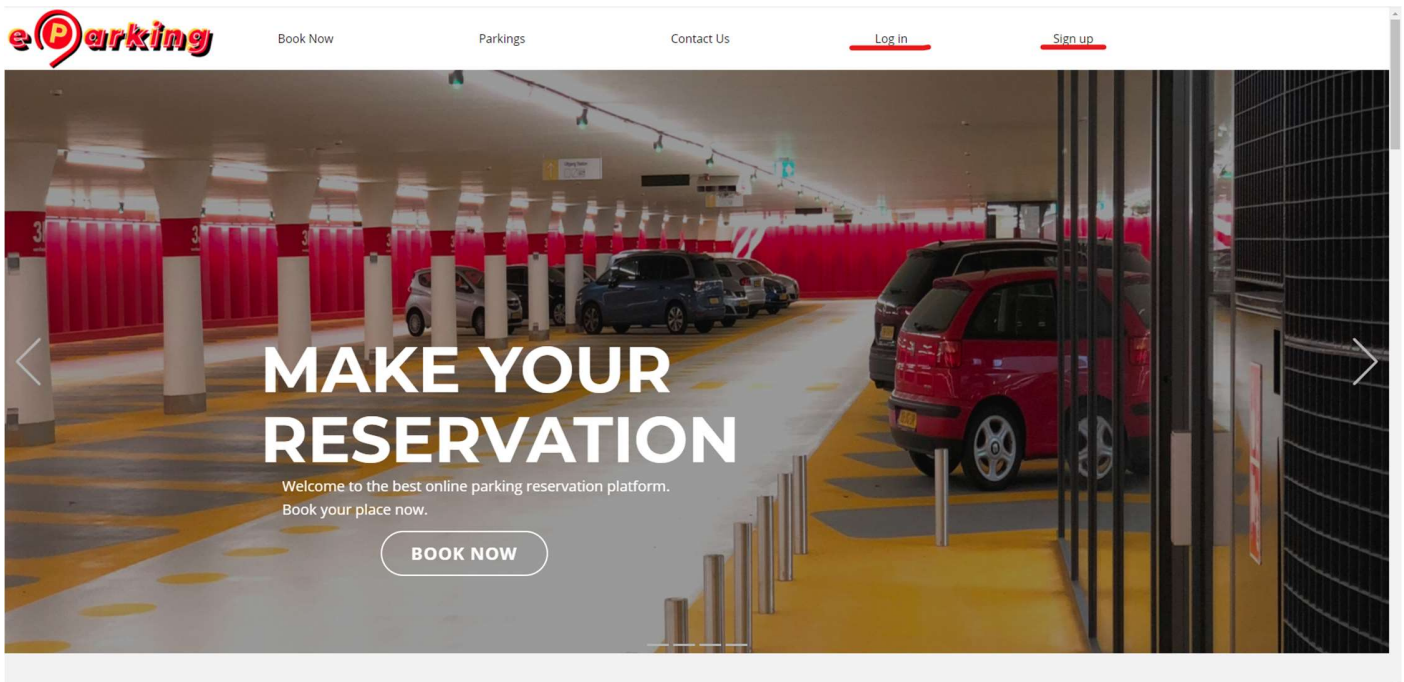 eParking
Book Now
Parkings
Contact Us
Log in
Sign up
MAKE YOUR
RESERVATION
Welcome to the best online parking reservation platform.
Book your place now.
BOOK NOW